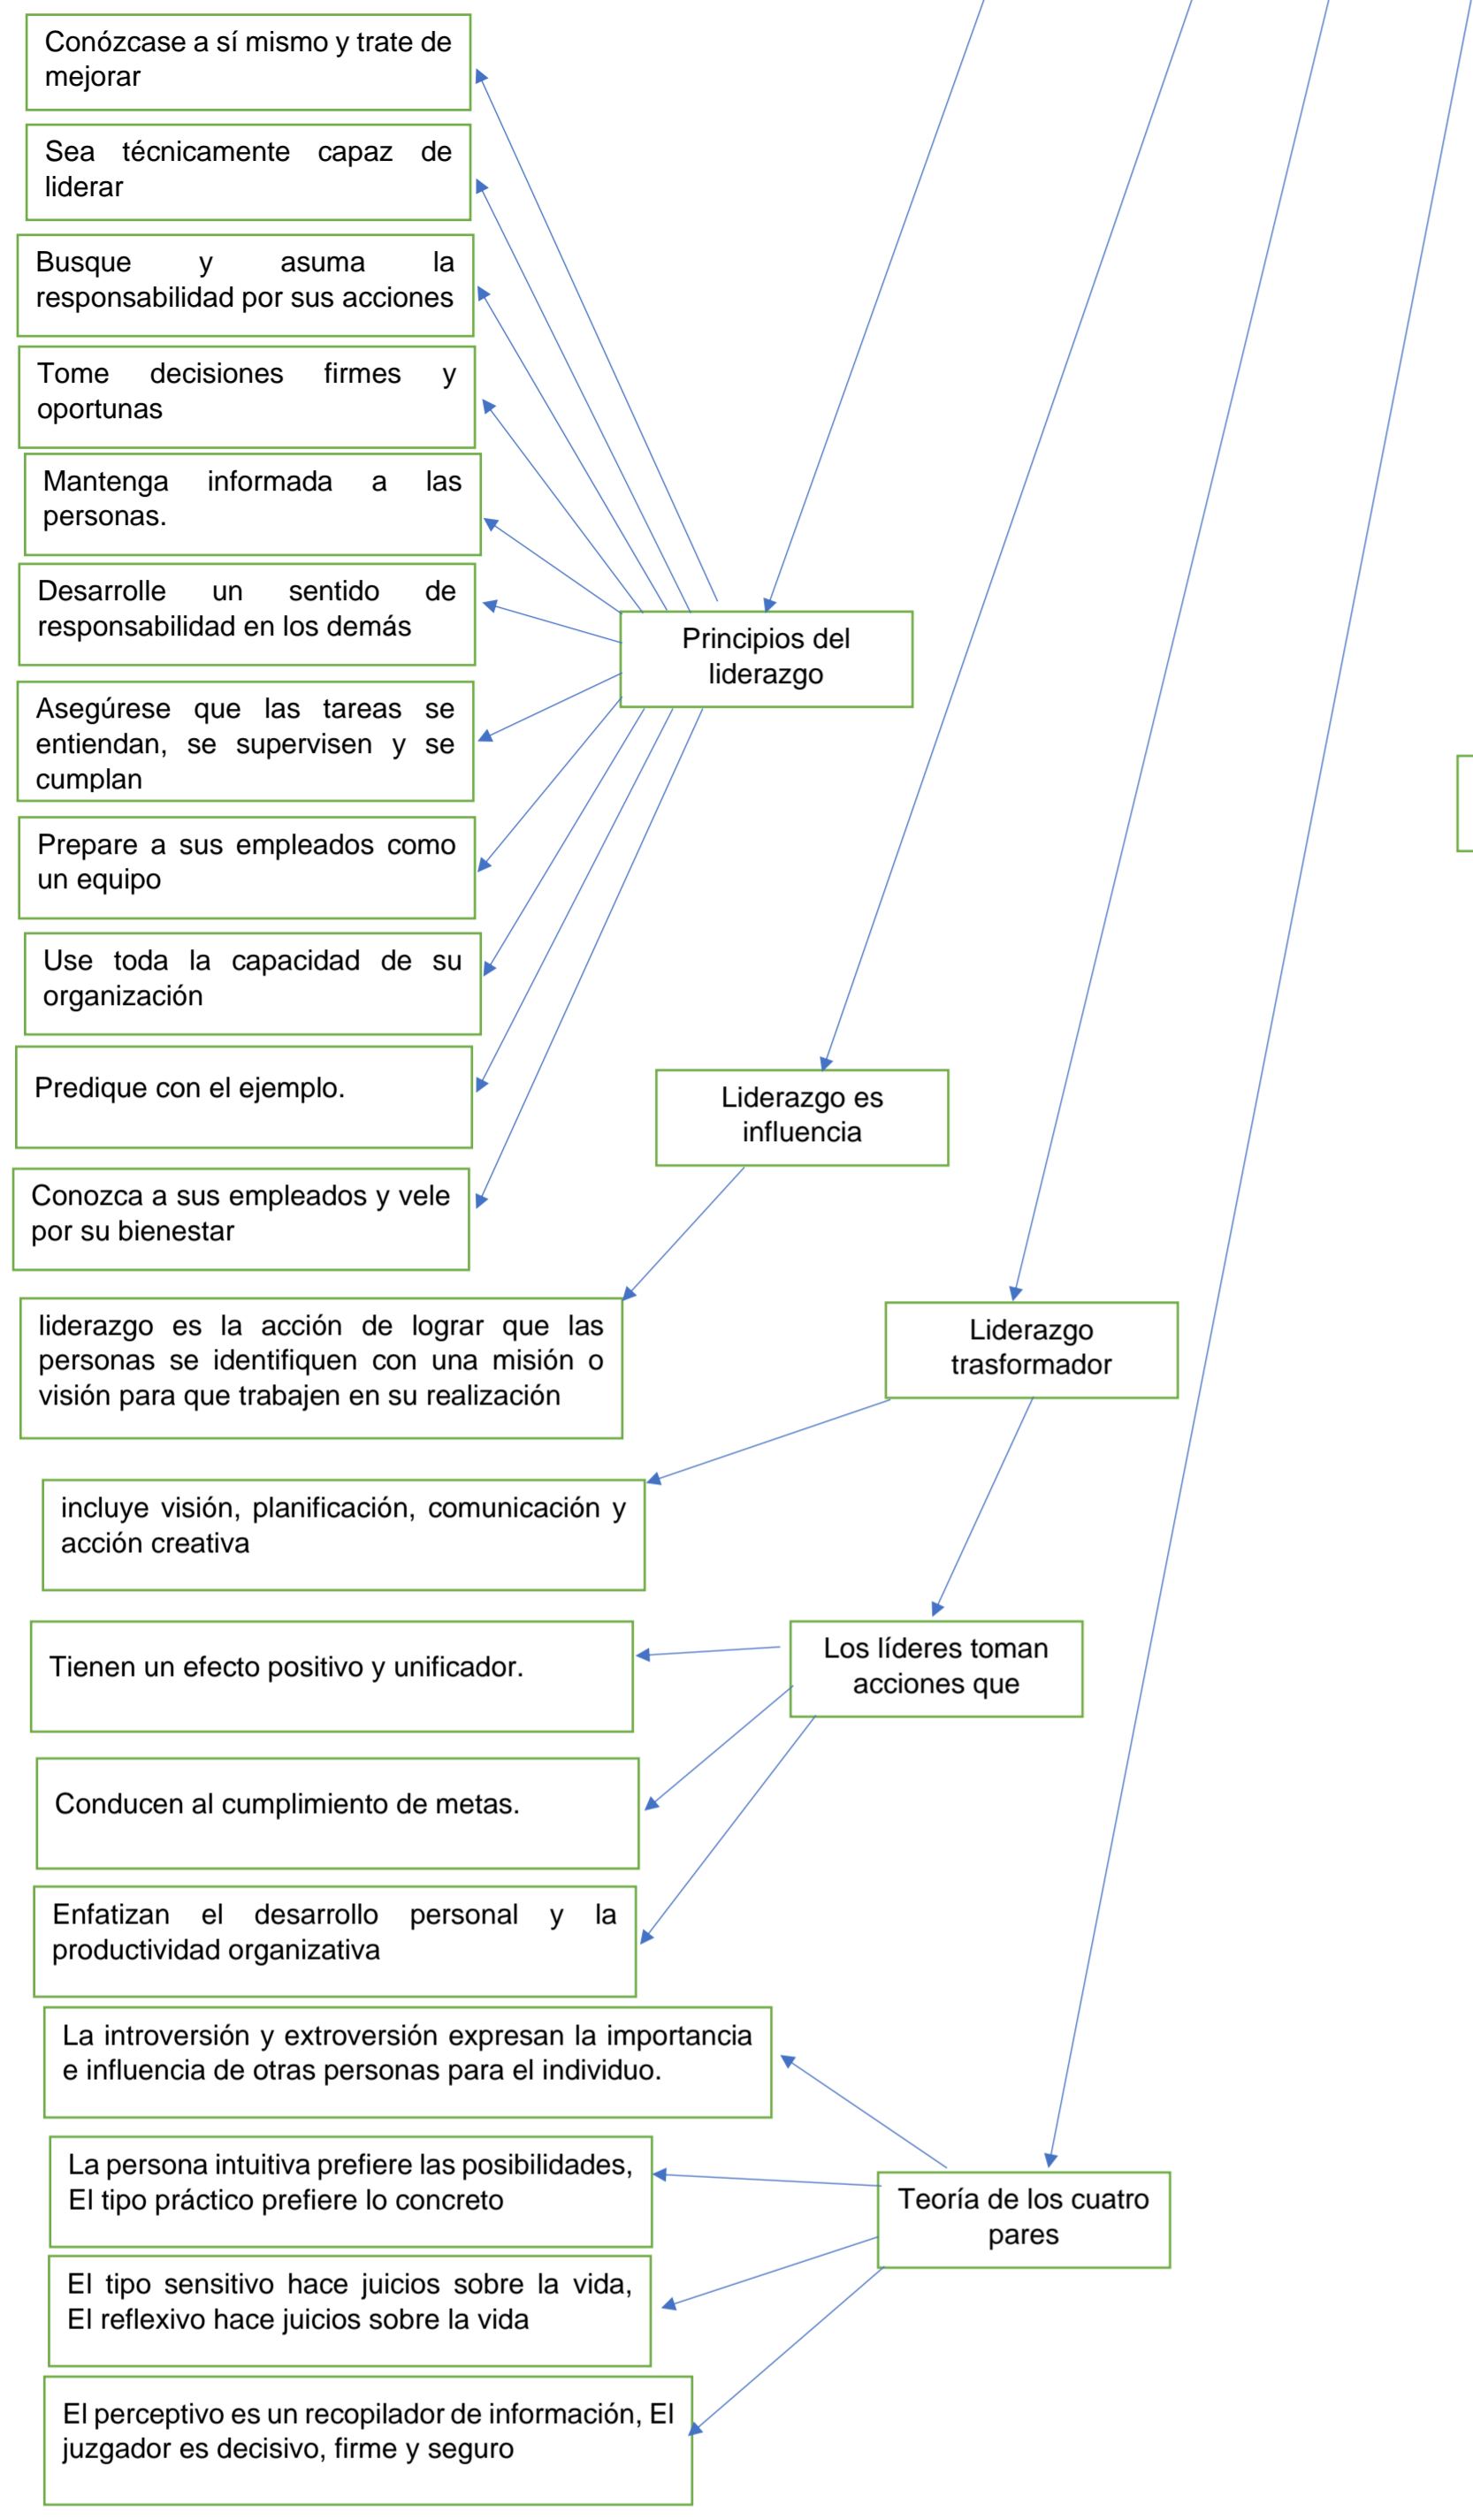 Conózcase a sí mismo y trate de
mejorar
Sea técnicamente capaz de
liderar
Busque y asuma la
responsabilidad por sus acciones
Tome decisiones firmes y
oportunas
Mantenga informada a las
personas.
Desarrolle un sentido de
responsabilidad en los demás
Principios del
liderazgo
Asegúrese que las tareas se
entiendan, se supervisen y se
cumplan
Prepare a sus empleados como
un equipo
Use toda la capacidad de su
organización
Predique con el ejemplo.
Liderazgo es
influencia
Conozca a sus empleados y vele
por su bienestar
liderazgo es la acción de lograr que las
personas se identifiquen con una misión o
visión para que trabajen en su realización
Liderazgo
trasformador
incluye visión, planificación, comunicación y
acción creativa
Los líderes toman
acciones que
Tienen un efecto positivo y unificador.
Conducen al cumplimiento de metas.
Enfatizan el desarrollo personal y la
productividad organizativa
La introversión y extroversión expresan la importancia
e influencia de otras personas para el individuo.
La persona intuitiva prefiere las posibilidades,
El tipo práctico prefiere lo concreto
Teoría de los cuatro
pares
El tipo sensitivo hace juicios sobre la vida,
El reflexivo hace juicios sobre la vida
El perceptivo es un recopilador de información, El
juzgador es decisivo, firme y seguro